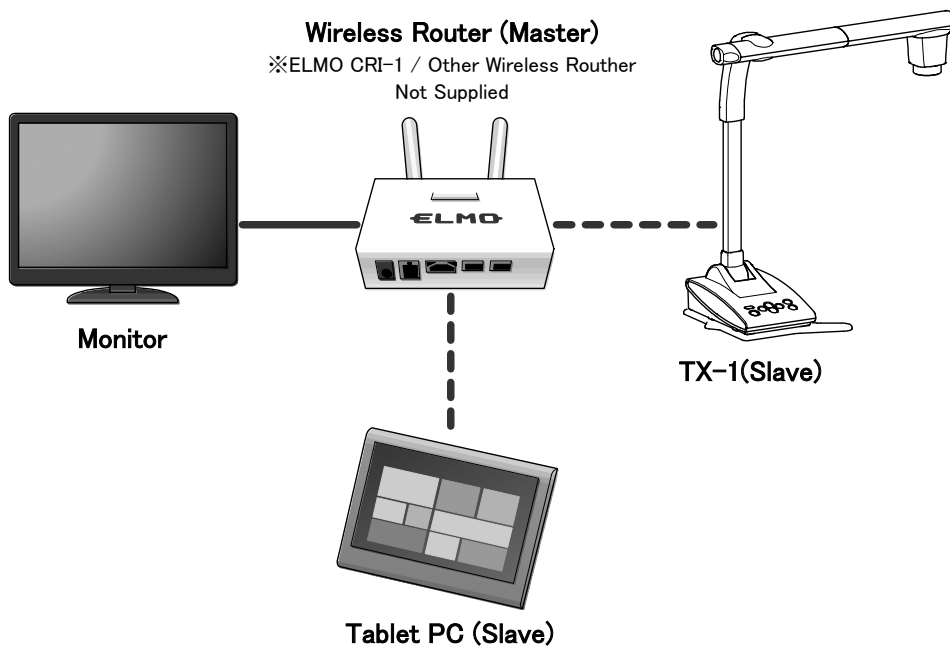 Wireless Router (Master)
※ELMO CRI-1 / Other Wireless Routher
Not Supplied
ELMO
Monitor
TX-1(Slave)
Tablet PC (Slave)